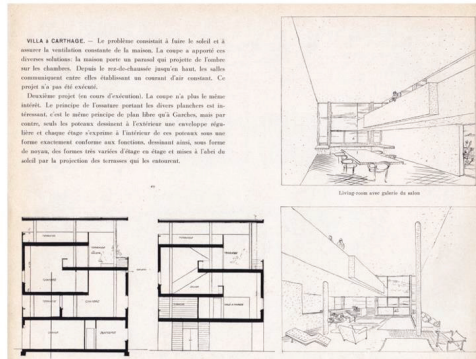 VILLA à CARTHAGE. — Le problème consistait à fuire le soleil et à
assurer la ventilation constante de la maison. La coupe a apporté ces
diverses solutions: la maison porte un parasol qui projette de l'ombre
sur les chambres. Depuis le rez-de-chaussée jusqu'en haut, les salles
communiquent entre elles établissant un courant d'air constant. Ce
projet n'a pas été exécuté.
Deuxième projet (en cours d'exécution). La coupe n'a plus le même
intérêt. Le principe de l'ossature portant les divers planchers est in-
téressant, c'est le même principe de plan libre qu'à Garches, mais par
contre, seuls les poteaux dessinent à l'extérieur une enveloppe régu-
lière et chaque étage s'exprime à l'intérieur de ces poteaux sous une
forme exactement conforme aux fonctions, dessinant ainsi, sous forme
de noyau, des formes très variées d'étage en étage et mises à l'abri du
soleil par la projection des terrasses qui les entourent.
Living-room avec galerie du salon